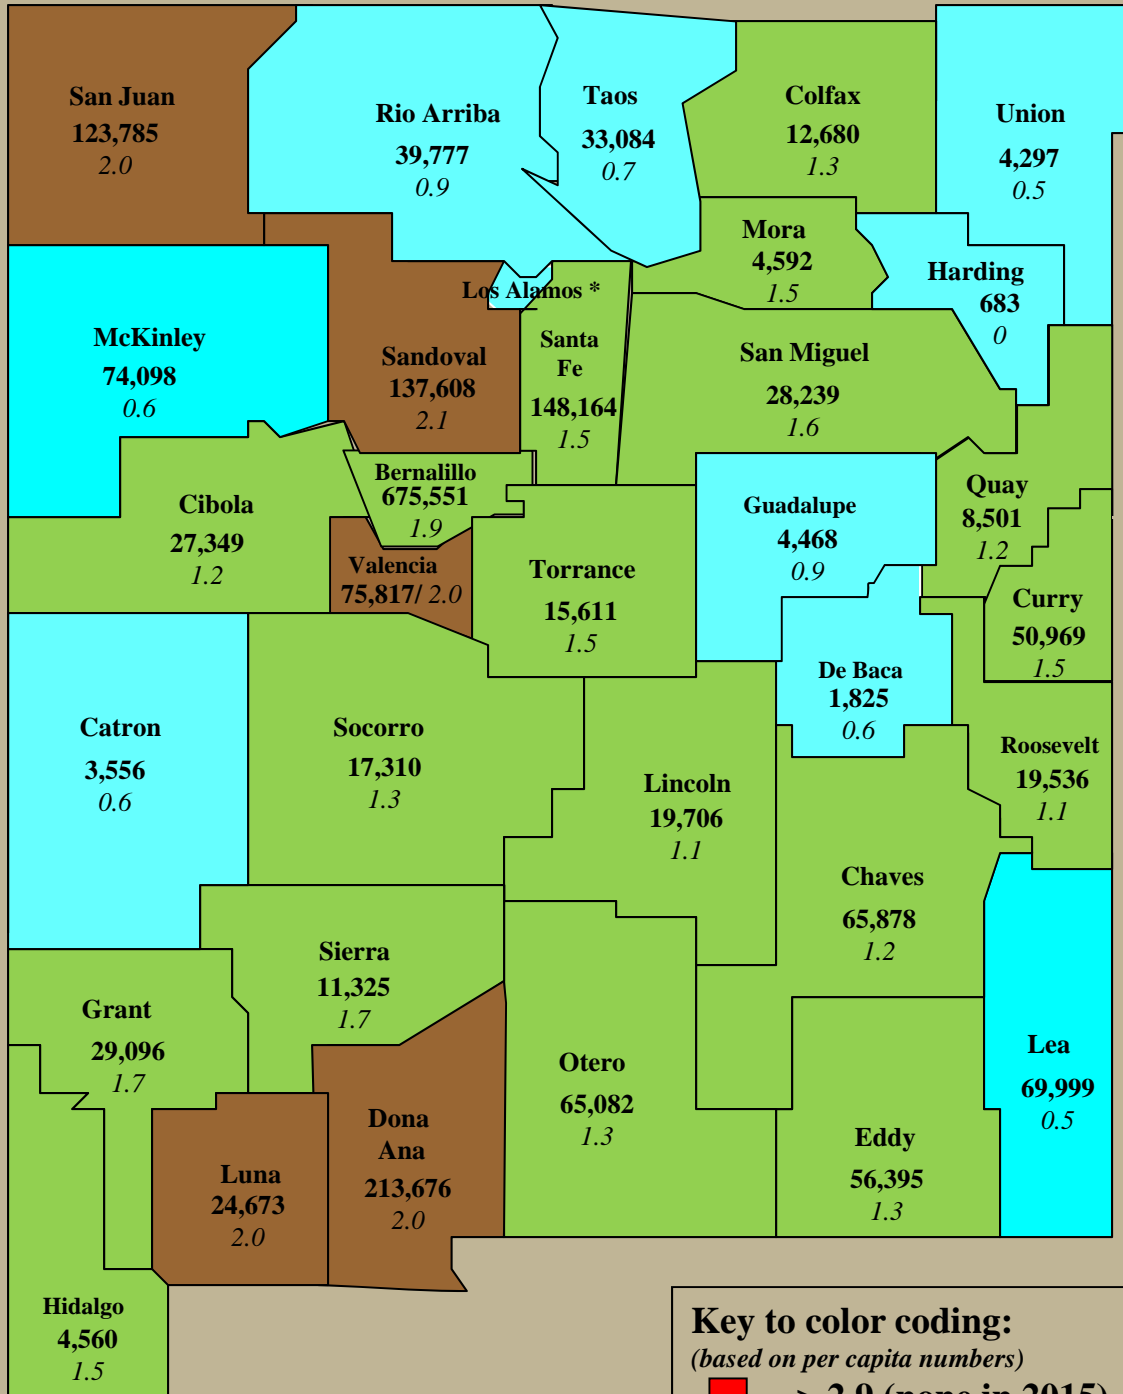 San Juan
123,785
2.0
Rio Arriba
39,777
0.9
Taos
33,084
0.7
Colfax
12,680
1.3
Union
4,297
0.5
Mora
4,592
1.5
Harding
683
0
Los Alamos *
McKinley
74,098
0.6
Sandoval
137,608
2.1
Santa
Fe
148,164
1.5
San Miguel
28,239
1.6
Bernalillo
675,551
1.9
Cibola
27,349
1.2
Valencia
75,817/ 2.0
Torrance
15,611
1.5
Guadalupe
4,468
0.9
Quay
8,501
1.2
Curry
50,969
1.5
De Baca
1,825
0.6
Catron
3,556
0.6
Socorro
17,310
1.3
Lincoln
19,706
1.1
Roosevelt
19,536
1.1
Chaves
65,878
1.2
Sierra
11,325
1.7
Grant
29,096
1.7
Otero
65,082
1.3
Lea
69,999
0.5
Dona
Ana
213,676
2.0
Luna
24,673
2.0
Eddy
56,395
1.3
Hidalgo
4,560
1.5
Key to color coding:
(based on per capita numbers)
> 2.9 (none in 2015)